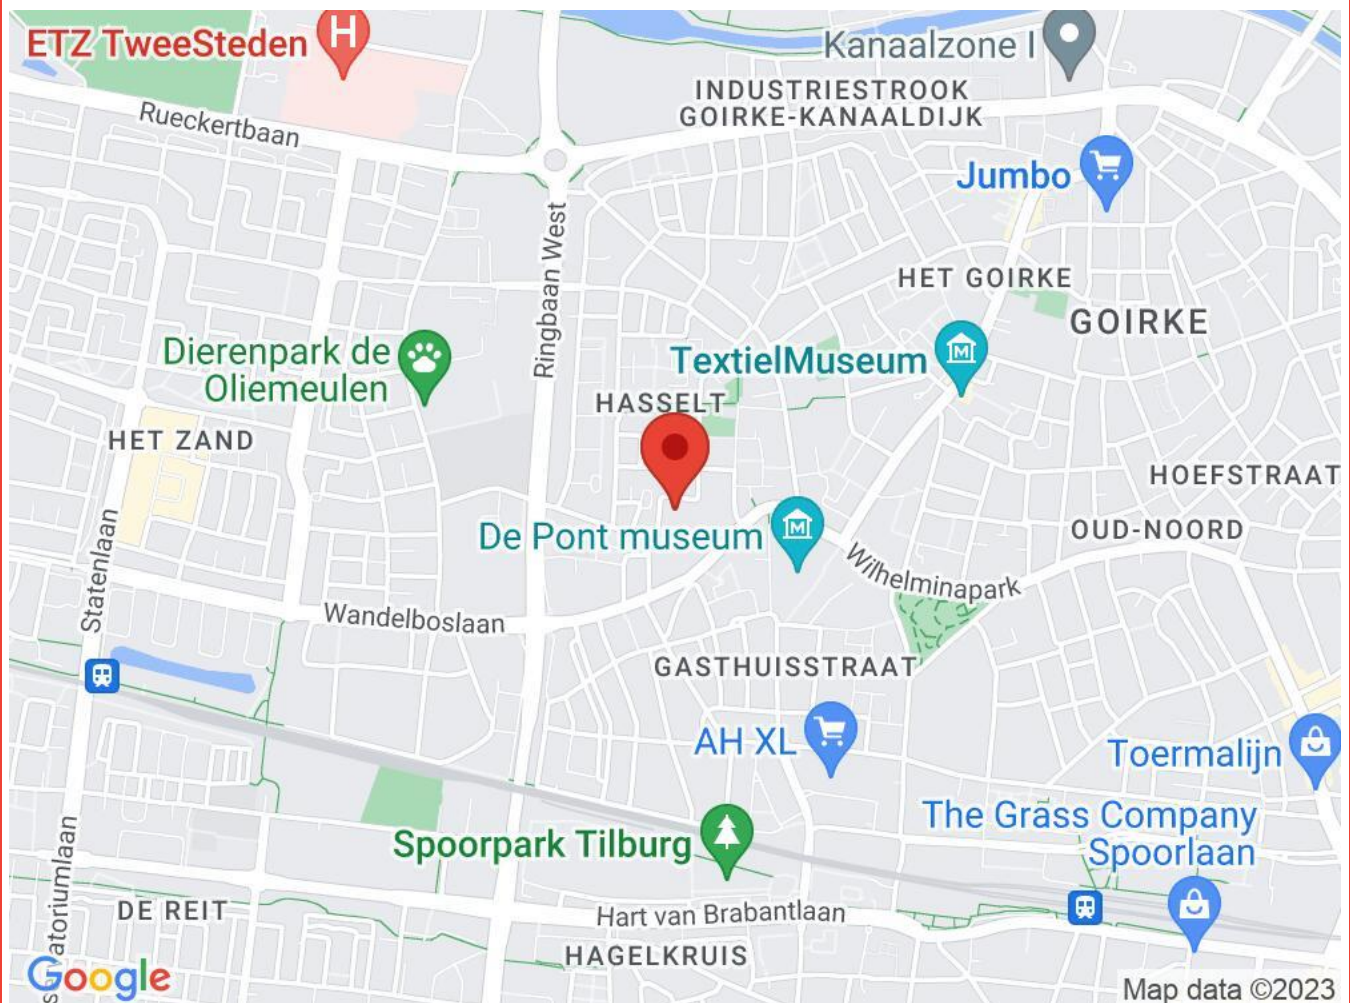 ETZ TweeSteden
H
Kanaalzone I
INDUSTRIESTROOK
GOIRKE-KANAALDIJK
Rueckertbaan
Jumbo
Ringbaan West
HET GOIRKE
GOIRKE
Dierenpark de
Oliemeulen
TextielMuseum
M
HASSELT
HET ZAND
HOEFSTRAAT
De Pont museum
M
OUD-NOORD
Statenlaan
Wilhelminapark
Wandelboslaan
GASTHUISSTRAAT
AH XL
Toermalijn
The Grass Company
Spoorlaan
Spoorpark Tilburg
atoriumlaan
DE REIT
Hart van Brabantlaan
HAGELKRUIS
Google
Map data ©2023